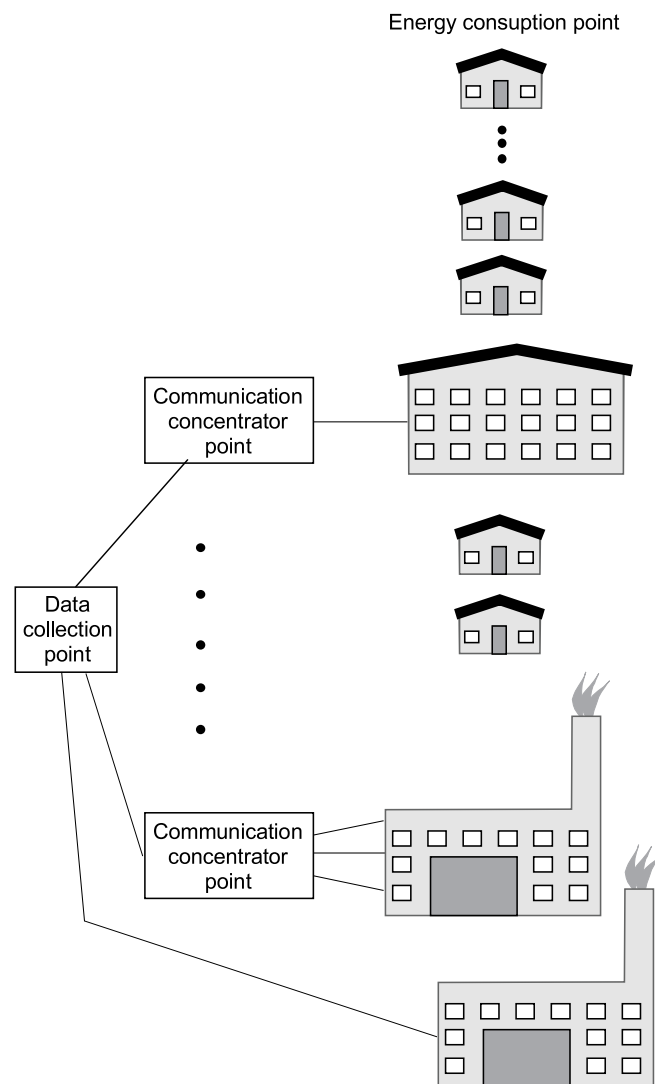 Energy consuption point
Communication
concentrator
point
Data
collection
point
Communication
concentrator
point